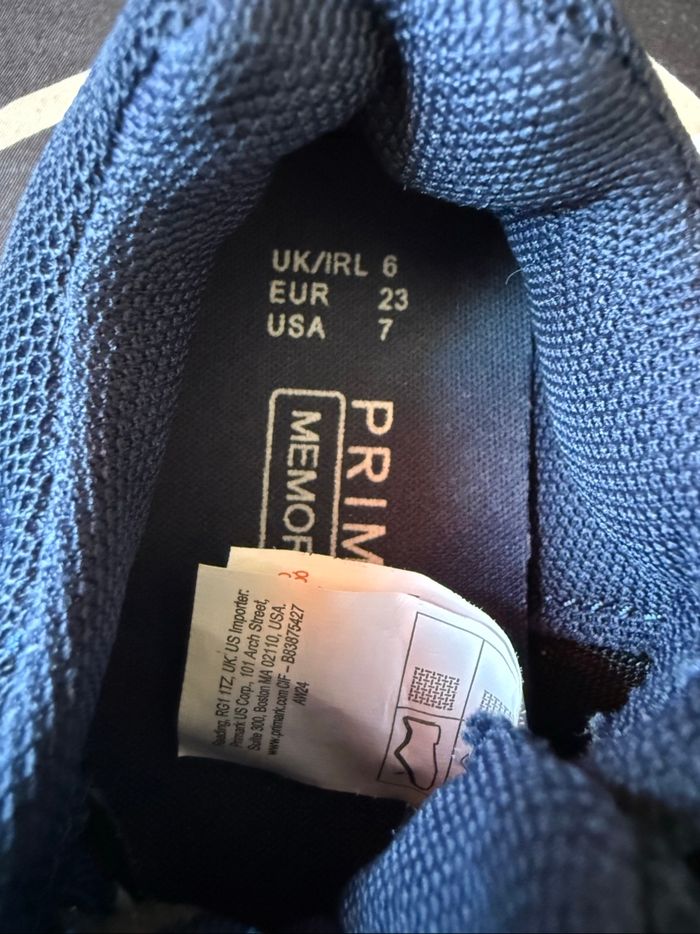 UK/IRL 6
EUR 23
USA 7
PRIM
MEMOR
Reading, RG1 1TZ, UK. US Importer:
Primark US Corp., 101 Arch Street,
Suite 300, Boston MA 02110, USA.
www.primark.com CIF - B83875427
AW24